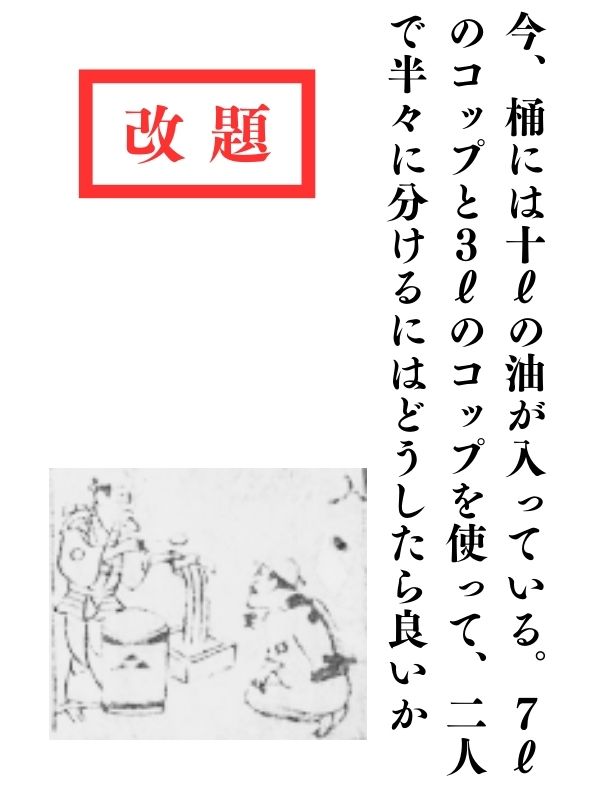 今、桶には十ℓの油が入っている。7ℓ
のコップと3ℓのコップを使って、二人
で半々に分けるにはどうしたら良いか
改題